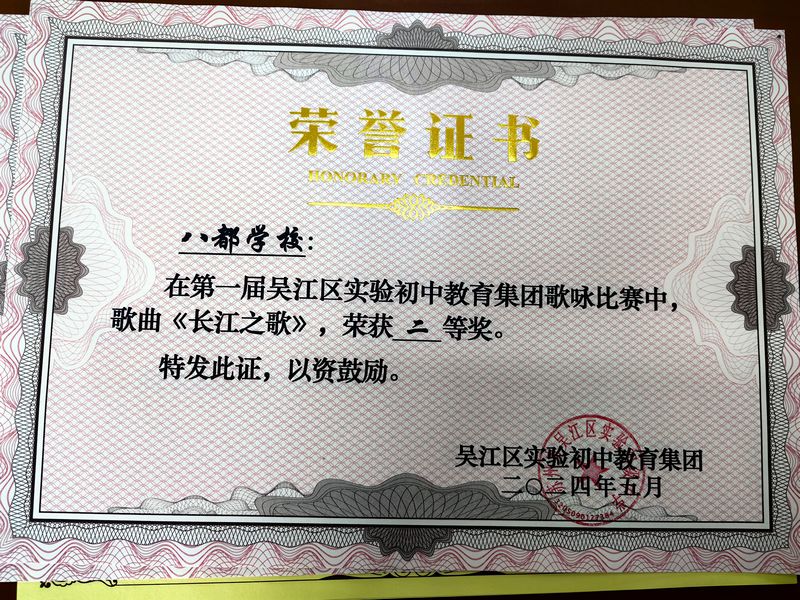 荣誉证书
HONORARY CREDENTIAL
八都学校:
在第一届吴江区实验初中教育集团歌咏比赛中，
歌曲《长江之歌》，荣获 二 等奖。
特发此证，以资鼓励。
吴江区实验初中教育集团
二〇二四年五月